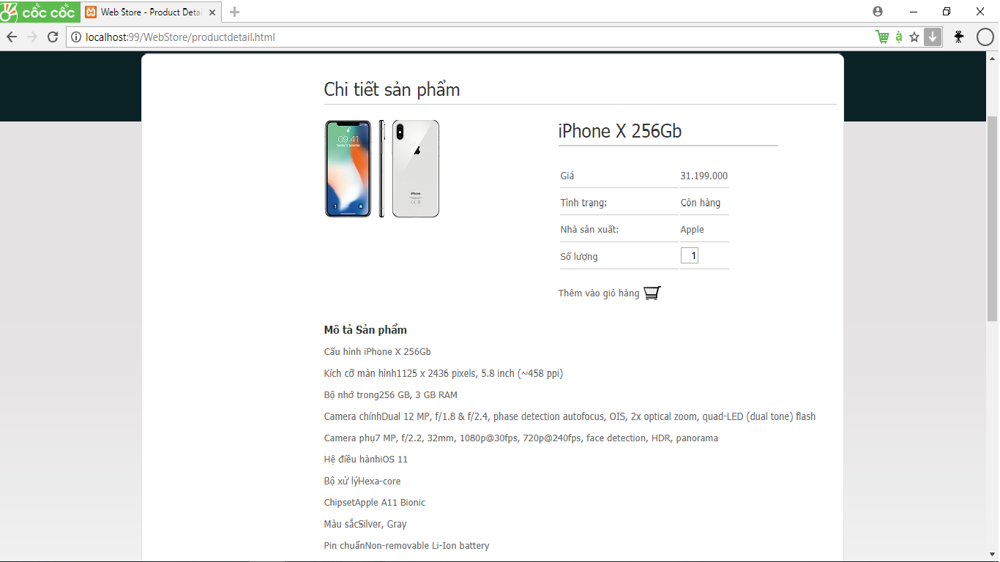 cốc cốc
Web Store - Product Detai
localhost:99/WebStore/productdetail.html
Chi tiết sản phẩm
09:41
iPhone
iPhone X 256Gb
Giá 31.199.000
Tình trạng: Còn hàng
Nhà sản xuất: Apple
Số lượng 1
Thêm vào giỏ hàng
Mô tả Sản phẩm
Cấu hình iPhone X 256Gb
Kích cỡ màn hình1125 x 2436 pixels, 5.8 inch (~458 ppi)
Bộ nhớ trong256 GB, 3 GB RAM
Camera chínhDual 12 MP, f/1.8 & f/2.4, phase detection autofocus, OIS, 2x optical zoom, quad-LED (dual tone) flash
Camera phụ7 MP, f/2.2, 32mm, 1080p@30fps, 720p@240fps, face detection, HDR, panorama
Hệ điều hànhiOS 11
Bộ xử lýHexa-core
ChipsetApple A11 Bionic
Màu sắcSilver, Gray
Pin chuẩnNon-removable Li-Ion battery